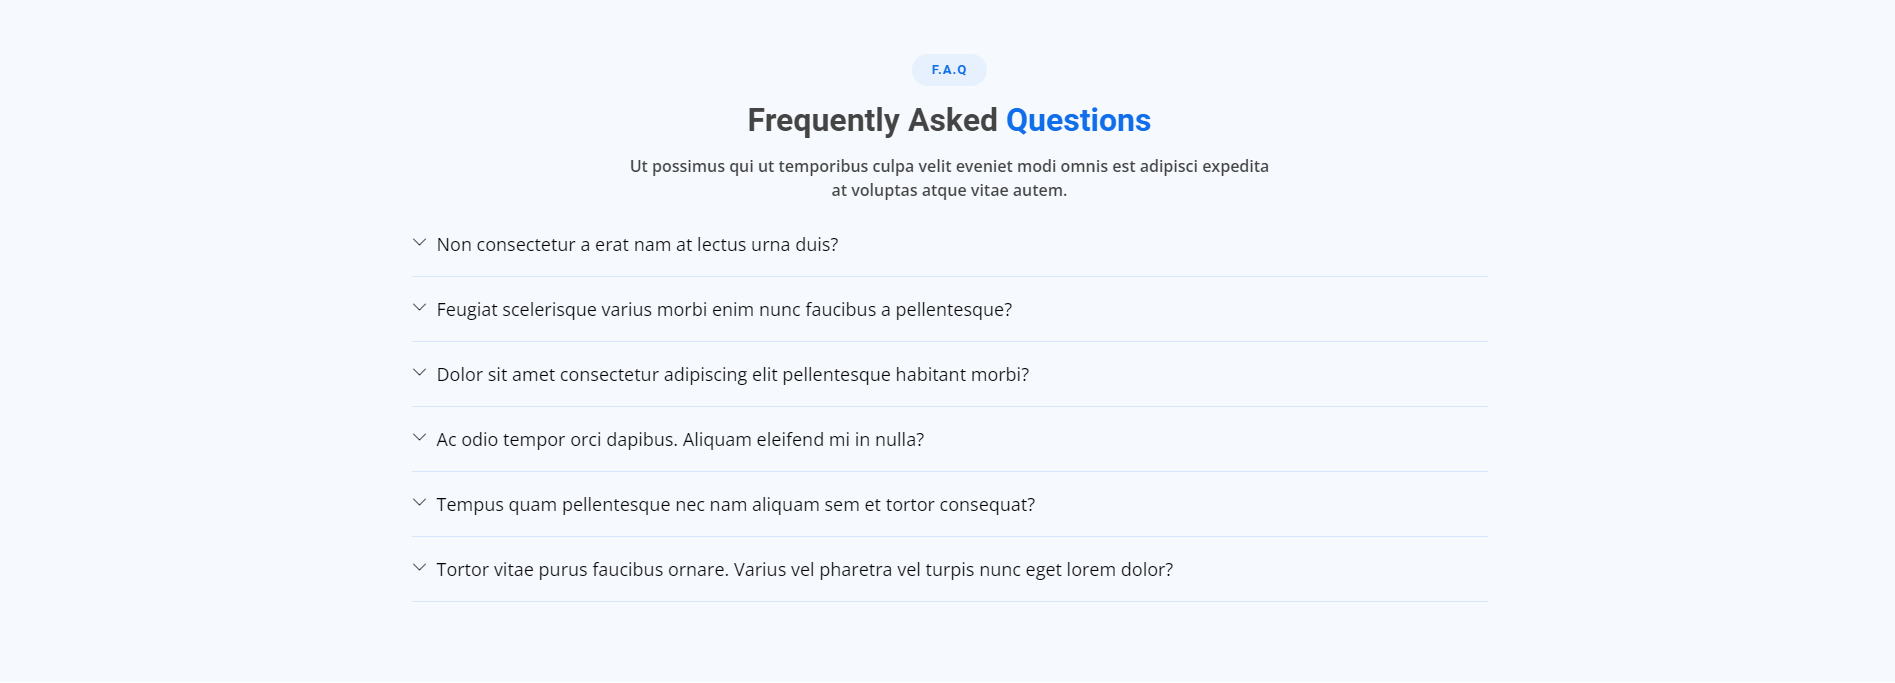 F.A.Q
Frequently Asked Questions
Ut possimus qui ut temporibus culpa velit eveniet modi omnis est adipisci expedita
at voluptas atque vitae autem.
Non consectetur a erat nam at lectus urna duis?
Feugiat scelerisque varius morbi enim nunc faucibus a pellentesque?
Dolor sit amet consectetur adipiscing elit pellentesque habitant morbi?
Ac odio tempor orci dapibus. Aliquam eleifend mi in nulla?
Tempus quam pellentesque nec nam aliquam sem et tortor consequat?
Tortor vitae purus faucibus ornare. Varius vel pharetra vel turpis nunc eget lorem dolor?